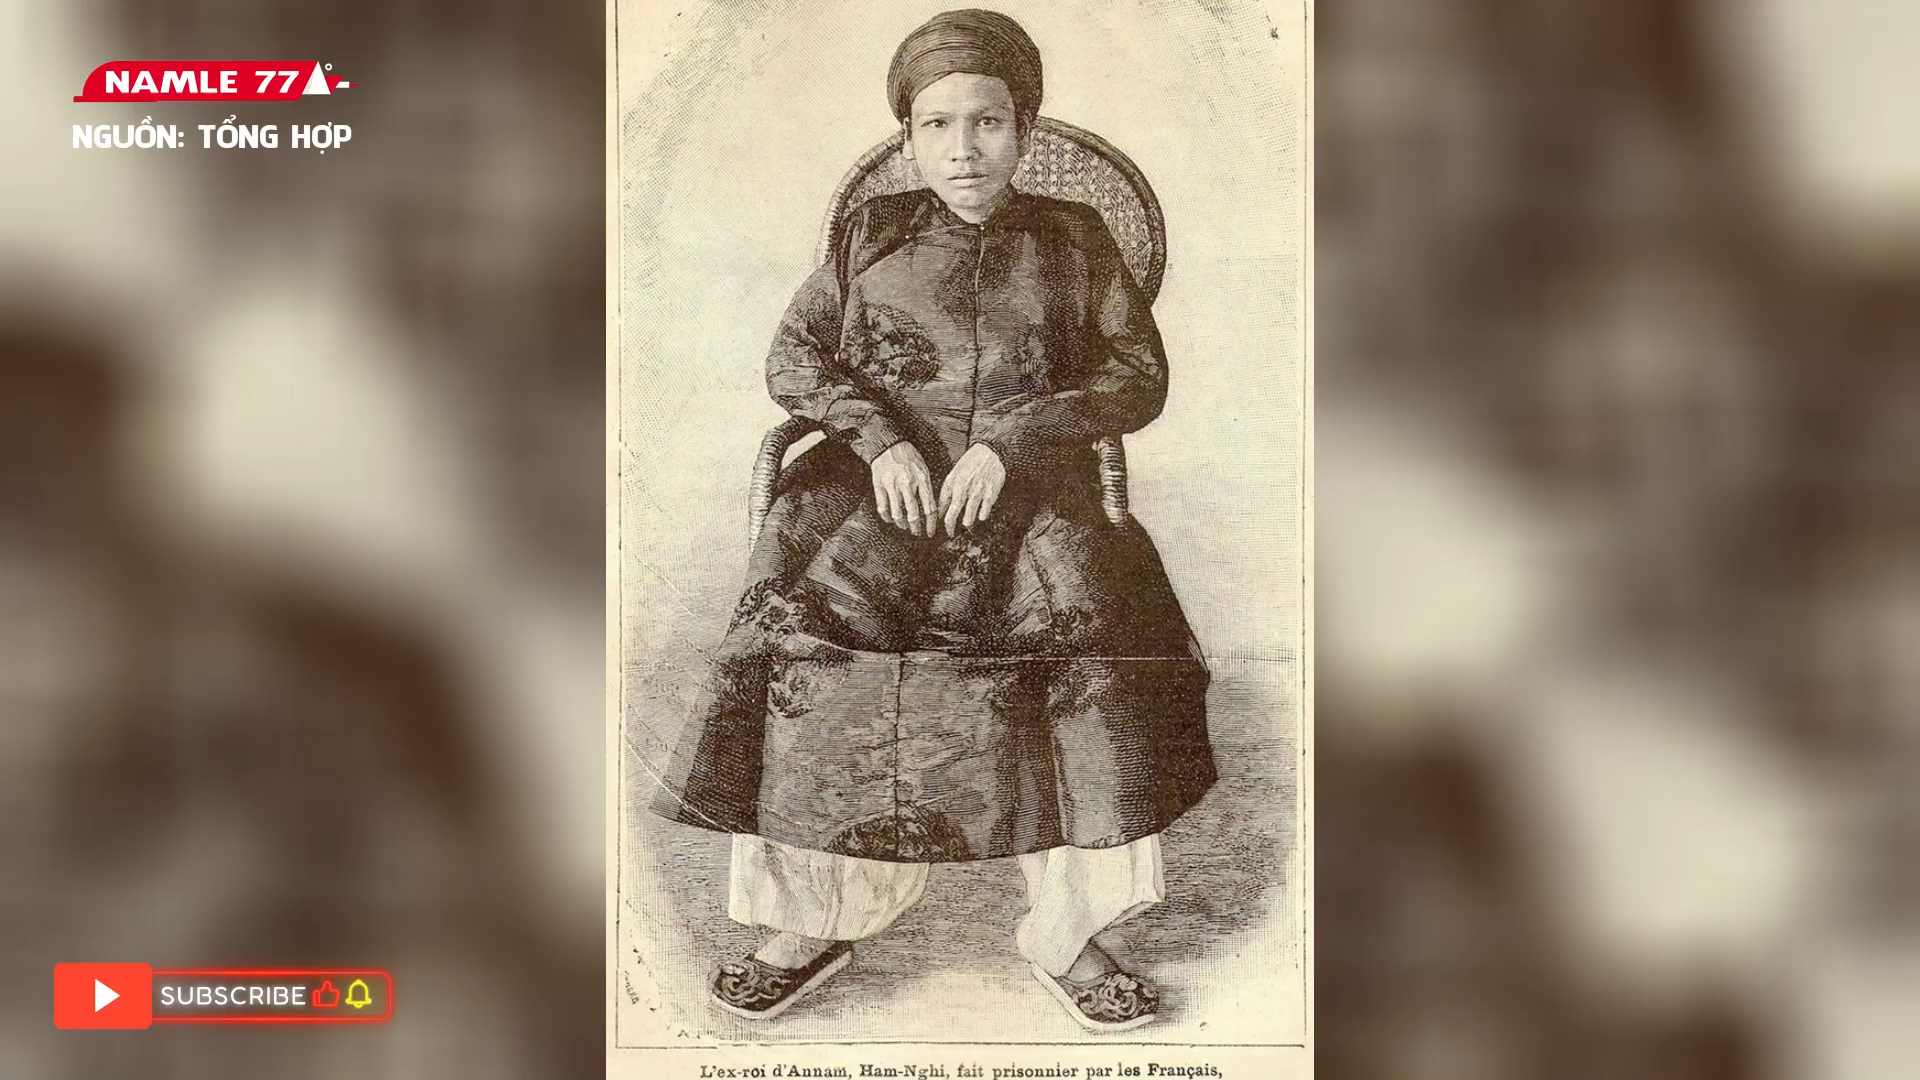 NAMLE 77
NGUỒN: TỔNG HỢP
SUBSCRIBE
L'ex-roi d'Annam, Ham-Nghi, fait prisonnier par les Français,